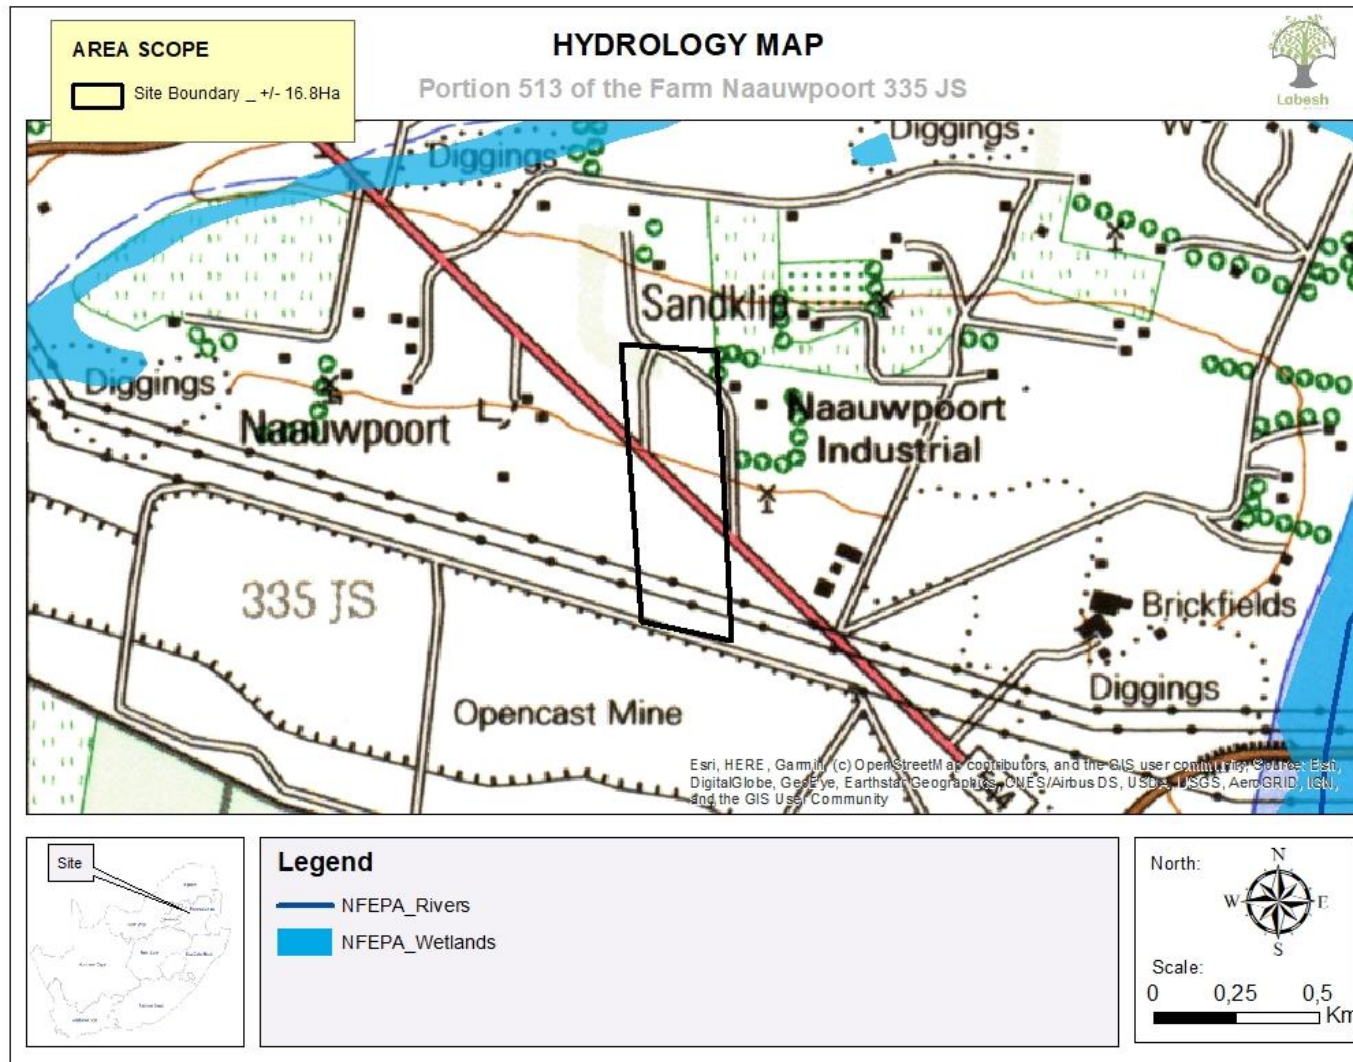 AREA SCOPE
Site Boundary _ +/- 16.8Ha
HYDROLOGY MAP
Portion 513 of the Farm Naauwpoort 335 JS
Labesh
Diggings
Diggings
W
Sandklip
Diggings
Naauwpoort
L
Naauwpoort
Industrial
335 JS
Brickfields
Diggings
Opencast Mine
Esri, HERE, Garmin, (c) OpenStreetMap contributors, and the GIS user community, Source: Esri,
DigitalGlobe, GeoEye, Earthstar Geographics, CNES/Airbus DS, USDA, USGS, AeroGRID, IGN,
and the GIS User Community
Site
Legend
NFEPA_Rivers
NFEPA_Wetlands
North:
N
W
E
S
Scale:
0 0,25 0,5
Km